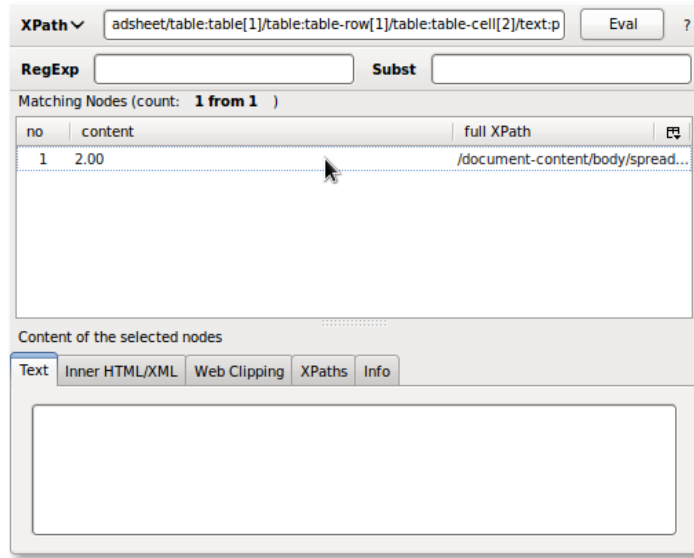 XPath adsheet/table:table[1]/table:table-row[1]/table:table-cell[2]/text:p Eval ?
RegExp Subst
Matching Nodes (count: 1 from 1 )
no content full XPath
1 2.00 /document-content/body/spread...
Content of the selected nodes
Text Inner HTML/XML Web Clipping XPaths Info